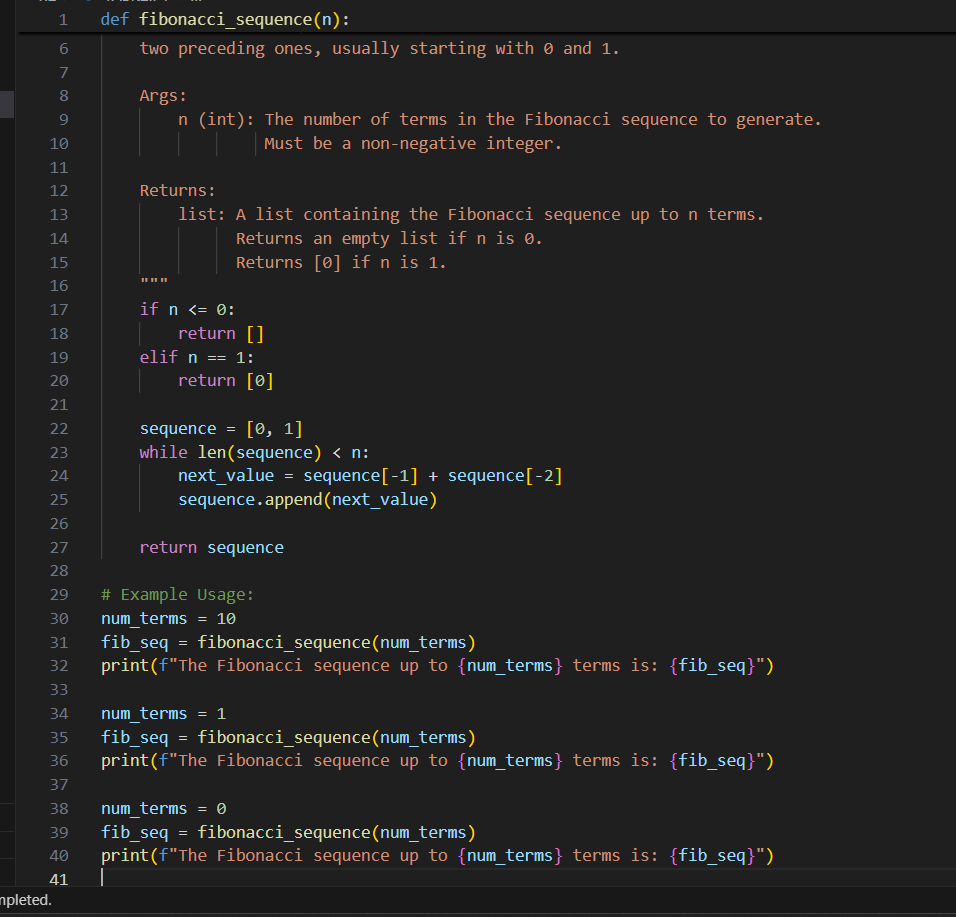 1 def fibonacci_sequence(n):
6 two preceding ones, usually starting with 0 and 1.
7
8 Args:
9 n (int): The number of terms in the Fibonacci sequence to generate.
10 Must be a non-negative integer.
11
12 Returns:
13 list: A list containing the Fibonacci sequence up to n terms.
14 Returns an empty list if n is 0.
15 Returns [0] if n is 1.
16 """
17 if n <= 0:
18 return []
19 elif n == 1:
20 return [0]
21
22 sequence = [0, 1]
23 while len(sequence) < n:
24 next_value = sequence[-1] + sequence[-2]
25 sequence.append(next_value)
26
27 return sequence
28
29 # Example Usage:
30 num_terms = 10
31 fib_seq = fibonacci_sequence(num_terms)
32 print(f"The Fibonacci sequence up to {num_terms} terms is: {fib_seq}")
33
34 num_terms = 1
35 fib_seq = fibonacci_sequence(num_terms)
36 print(f"The Fibonacci sequence up to {num_terms} terms is: {fib_seq}")
37
38 num_terms = 0
39 fib_seq = fibonacci_sequence(num_terms)
40 print(f"The Fibonacci sequence up to {num_terms} terms is: {fib_seq}")
41
mpleted.